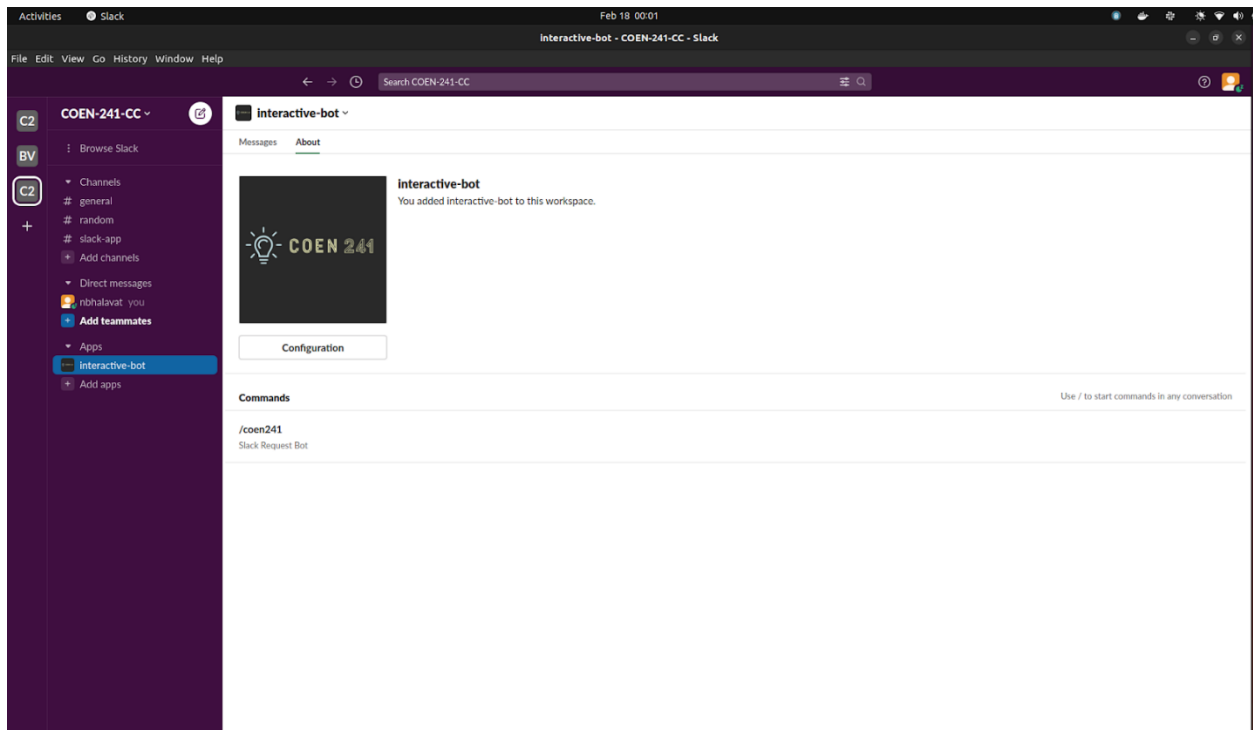 Activities Slack Feb 18 00:01
interactive-bot - COEN-241-CC - Slack
File Edit View Go History Window Help
Search COEN-241-CC
C2
BV
C2
COEN-241-CC
Browse Slack
Channels
# general
# random
# slack-app
+ Add channels
Direct messages
nbhalavat you
+ Add teammates
Apps
interactive-bot
+ Add apps
interactive-bot
Messages About
COEN 241
interactive-bot
You added interactive-bot to this workspace.
Configuration
Commands Use / to start commands in any conversation
/coen241
Slack Request Bot